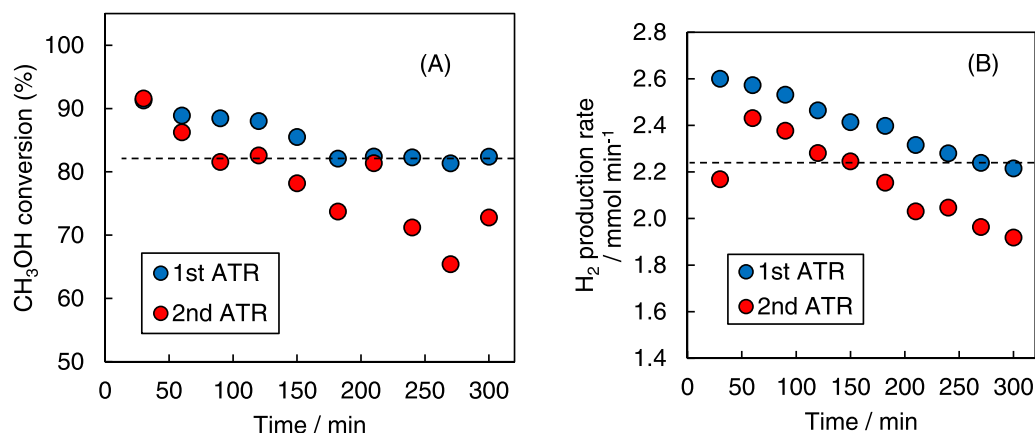 (A)
CH₃OH conversion (%)
100
90
80
70
60
50
0 50 100 150 200 250 300
Time / min
1st ATR
2nd ATR
(B)
H₂ production rate
/ mmol min⁻¹
2.8
2.6
2.4
2.2
2.0
1.8
1.6
1.4
0 50 100 150 200 250 300
Time / min
1st ATR
2nd ATR